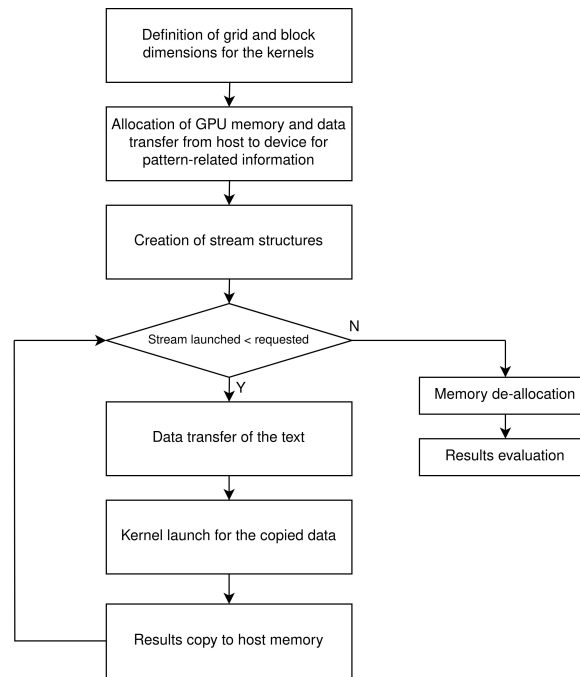 Definition of grid and block
dimensions for the kernels
Allocation of GPU memory and data
transfer from host to device for
pattern-related information
Creation of stream structures
Stream launched < requested
N
Y
Memory de-allocation
Data transfer of the text
Results evaluation
Kernel launch for the copied data
Results copy to host memory